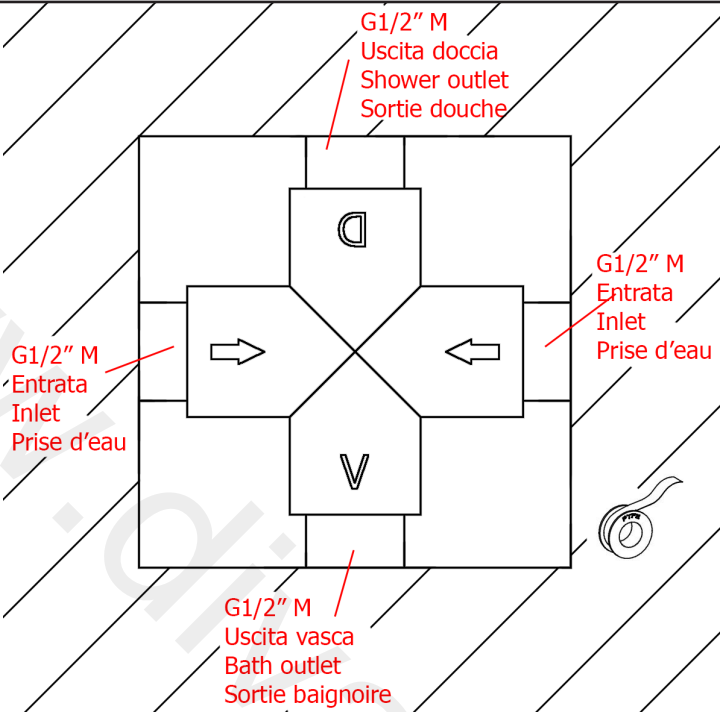 G1/2” M
Uscita doccia
Shower outlet
Sortie douche
D
G1/2” M
Entrata
Inlet
Prise d’eau
G1/2” M
Entrata
Inlet
Prise d’eau
V
PTFE
G1/2” M
Uscita vasca
Bath outlet
Sortie baignoire